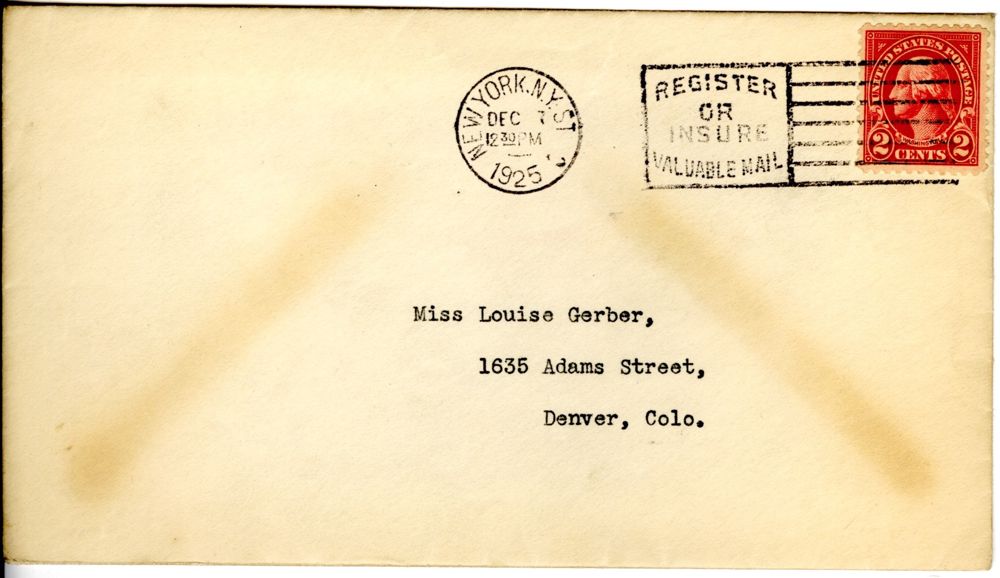 NEW YORK, N.Y. ST
DEC 7
12 30 PM
1925
REGISTER
OR
INSURE
VALUABLE MAIL
UNITED STATES POSTAGE
WASHINGTON
2 CENTS 2
Miss Louise Gerber,
1635 Adams Street,
Denver, Colo.